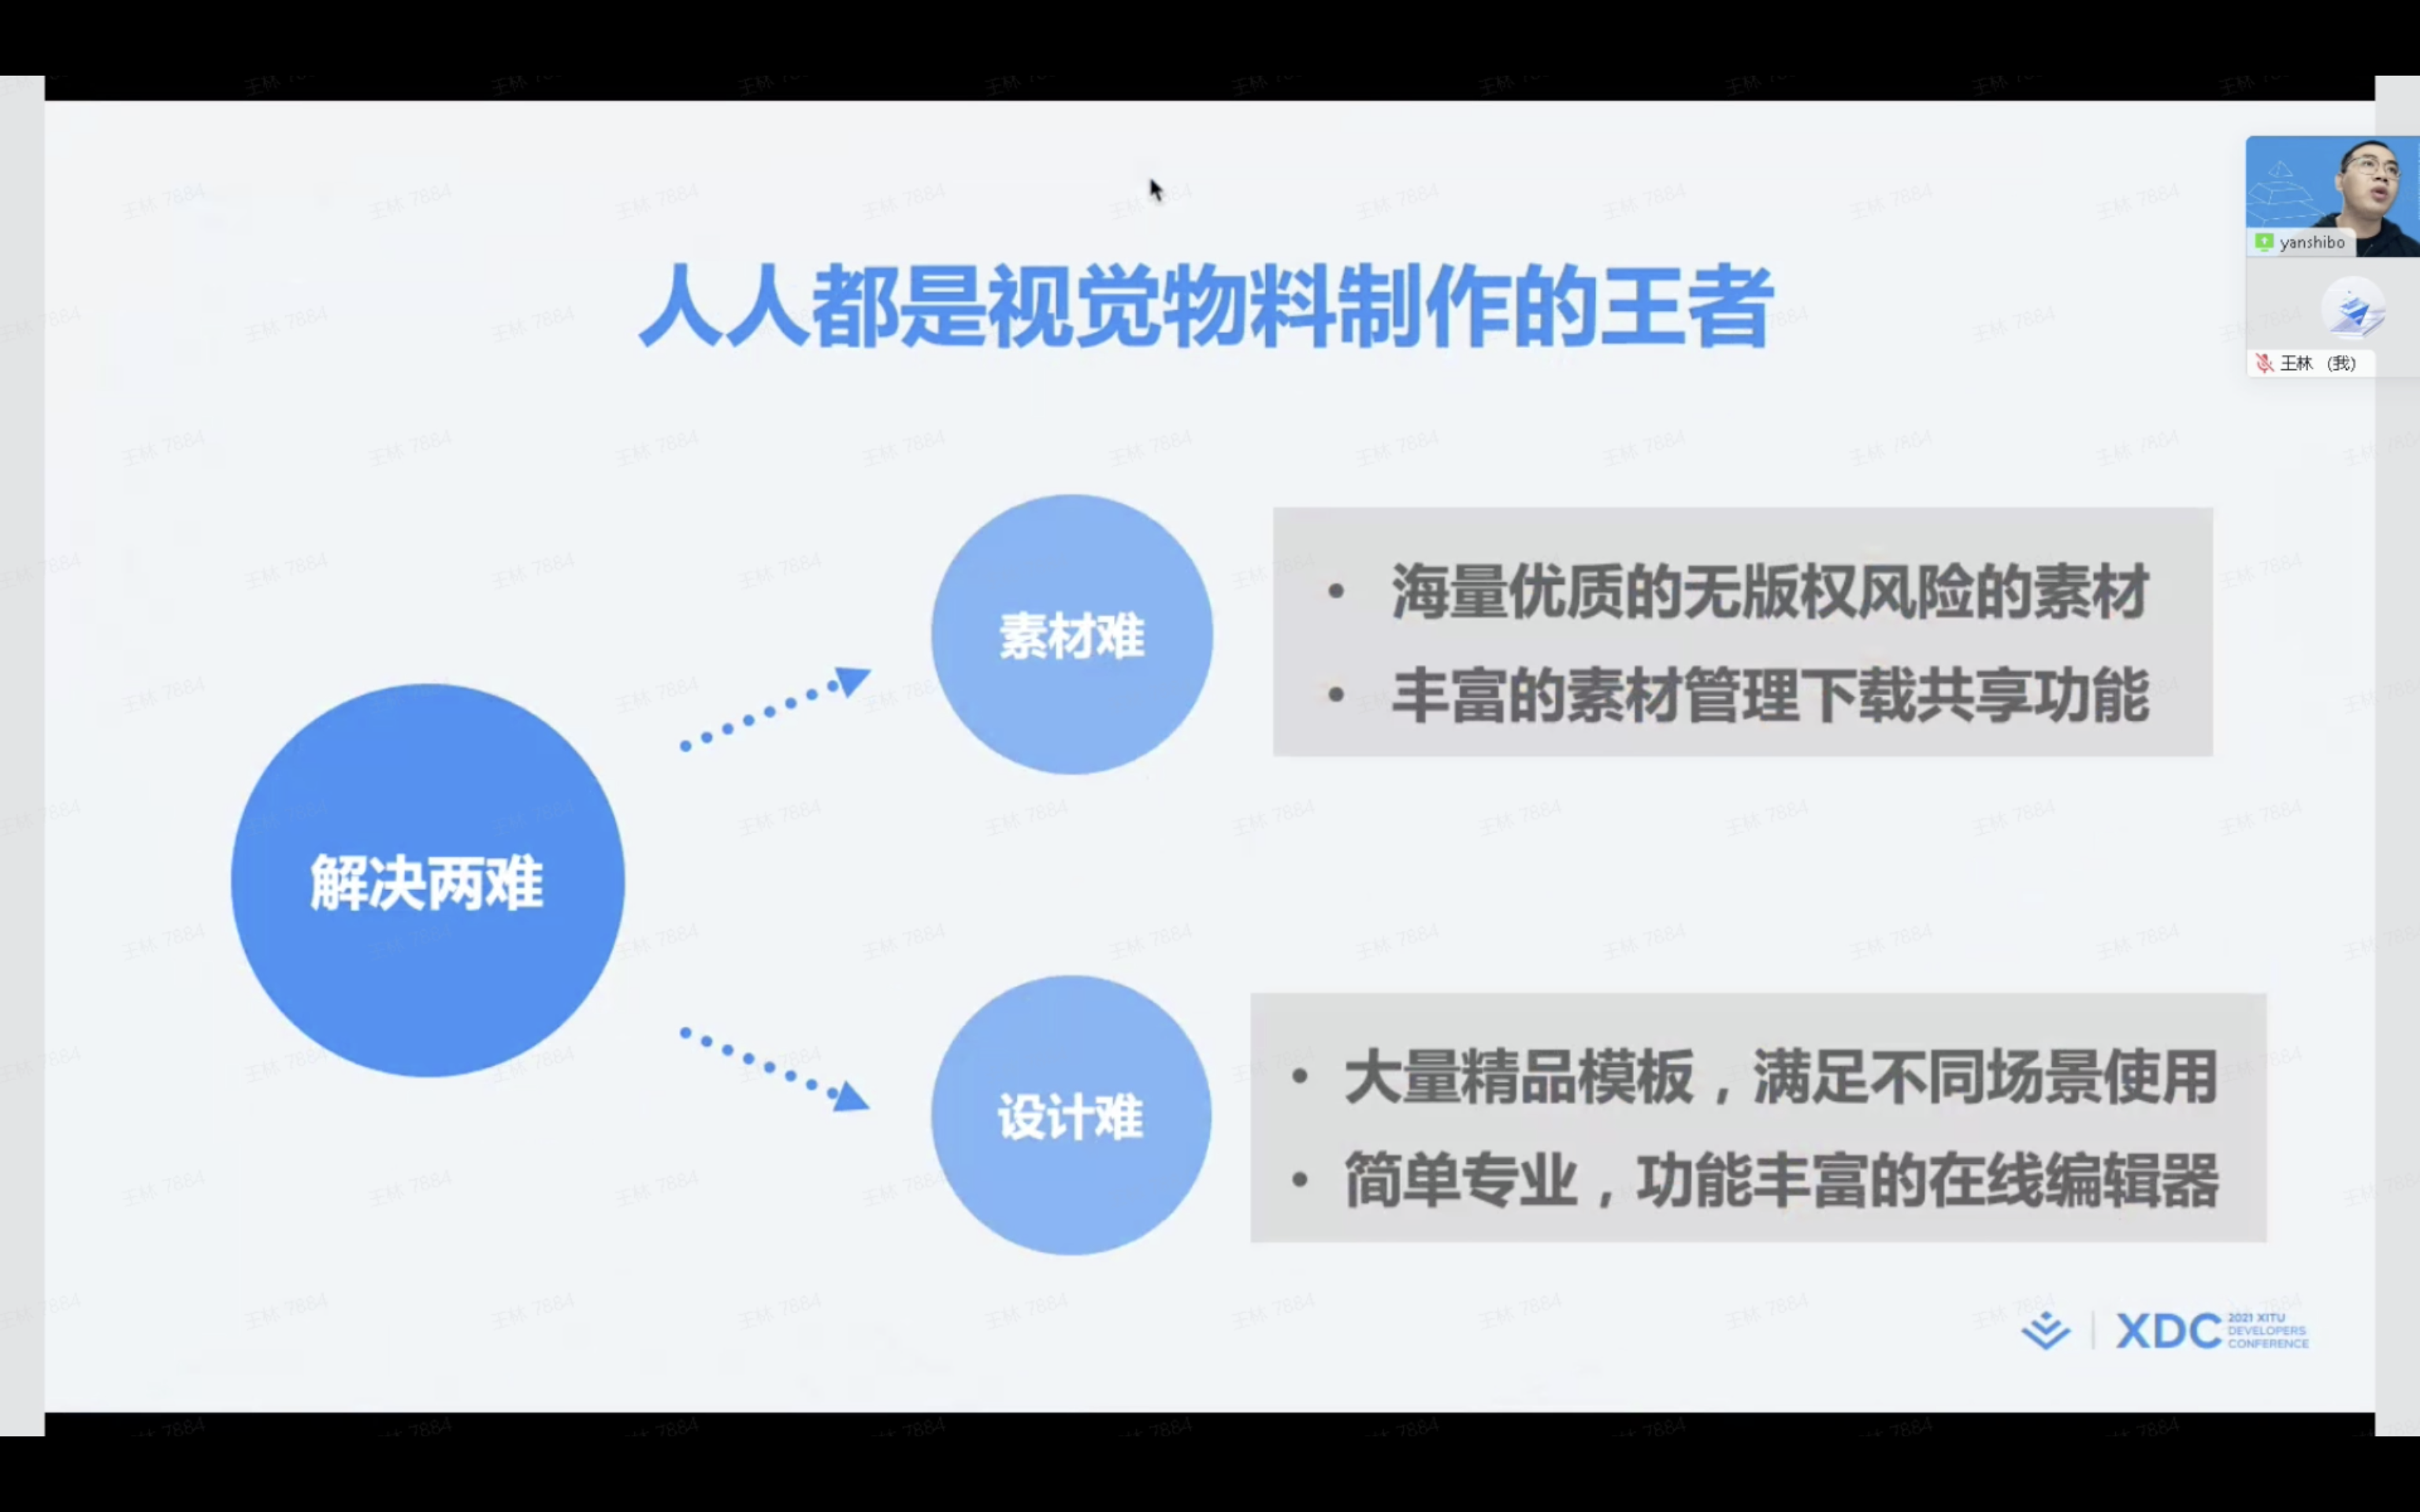 人人都是视觉物料制作的王者
yanshibo
王林 (我)
素材难
• 海量优质的无版权风险的素材
• 丰富的素材管理下载共享功能
解决两难
设计难
• 大量精品模板，满足不同场景使用
• 简单专业，功能丰富的在线编辑器
XDC
2021 XITU
DEVELOPERS
CONFERENCE
王林 7884